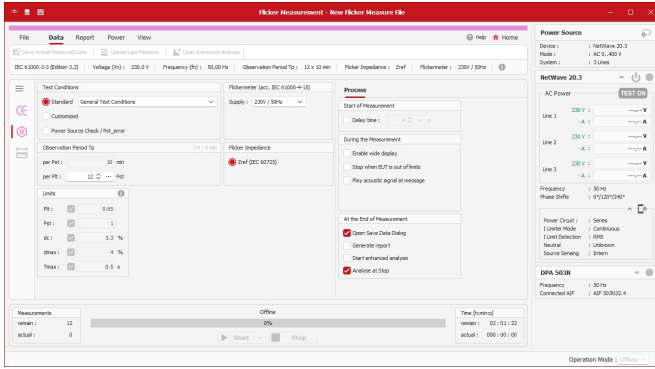 Flicker Measurement - New Flicker Measure File
File Data Report Power View
Help Home
Save Actual Measured Data Upload Last Measure Open Enhanced Analysis
IEC 61000-3-3 (Edition 3.2) Voltage (Vn) : 230.0 V Frequency (fn) : 50.00 Hz Observation Period Tp : 12 x 10 min Flicker Impedance : Zref Flickermeter : 230V / 50Hz
Test Conditions
Standard General Test Conditions
Customized
Power Source Check / Pst_error
Flickermeter (acc. IEC 61000-4-15)
Supply : 230V / 50Hz
Observation Period Tp 2 h : 0 min
per Pst : 10 min
per Plt : 12 ... Pst
Flicker Impedance
Zref (IEC 60725)
Limits
Plt : 0.65
Pst : 1
dc : 3.3 %
dmax : 4 %
Tmax : 0.5 s
Process
Start of Measurement
Delay time : ... s
During the Measurement
Enable wide display
Stop when EUT is out of limits
Play acoustic signal at message
At the End of Measurement
Open Save Data Dialog
Generate report
Start enhanced analysis
Analyse at Stop
Measurements
remain : 12
actual : 0
Offline
0%
Start Stop
Time [h:min:s]
remain : 02 : 01 : 22
actual : 000 : 00 : 00
Power Source
Device : : NetWave 20.3
Mode : : AC 0..400 V
System : : 3 Lines
NetWave 20.3
AC Power TEST ON
Line 1 230 V : ---,-- V
- A : ---,-- A
Line 2 230 V : ---,-- V
- A : ---,-- A
Line 3 230 V : ---,-- V
- A : ---,-- A
Frequency : 50 Hz
Phase Shifts : 0°/120°/240°
Power Circuit : : Series
I Limiter Mode : Continuous
I Limit Detection : RMS
Neutral : Unknown
Source Sensing : Intern
DPA 503N
Frequency : 50 Hz
Connected AIF : AIF 503N32.4
Operation Mode : Offline